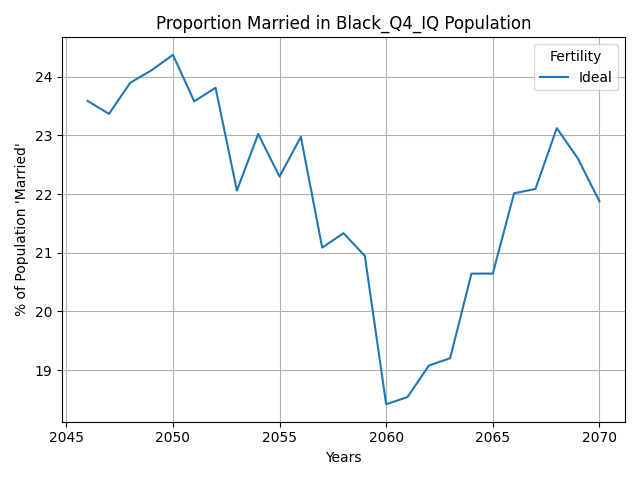 Proportion Married in Black_Q4_IQ Population
Fertility
Ideal
% of Population 'Married'
24
23
22
21
20
19
2045 2050 2055 2060 2065 2070
Years